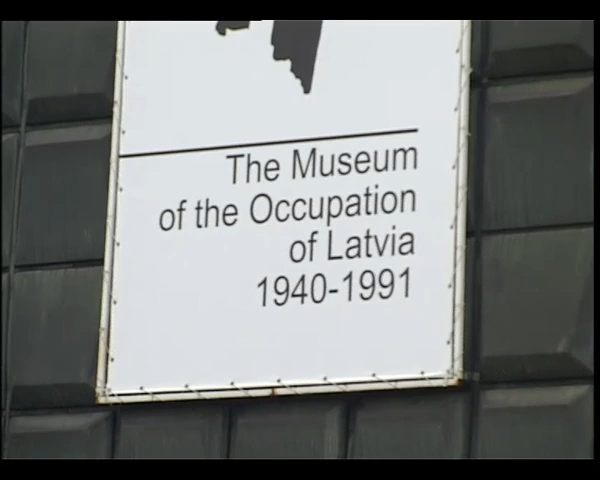 The Museum
of the Occupation
of Latvia
1940-1991